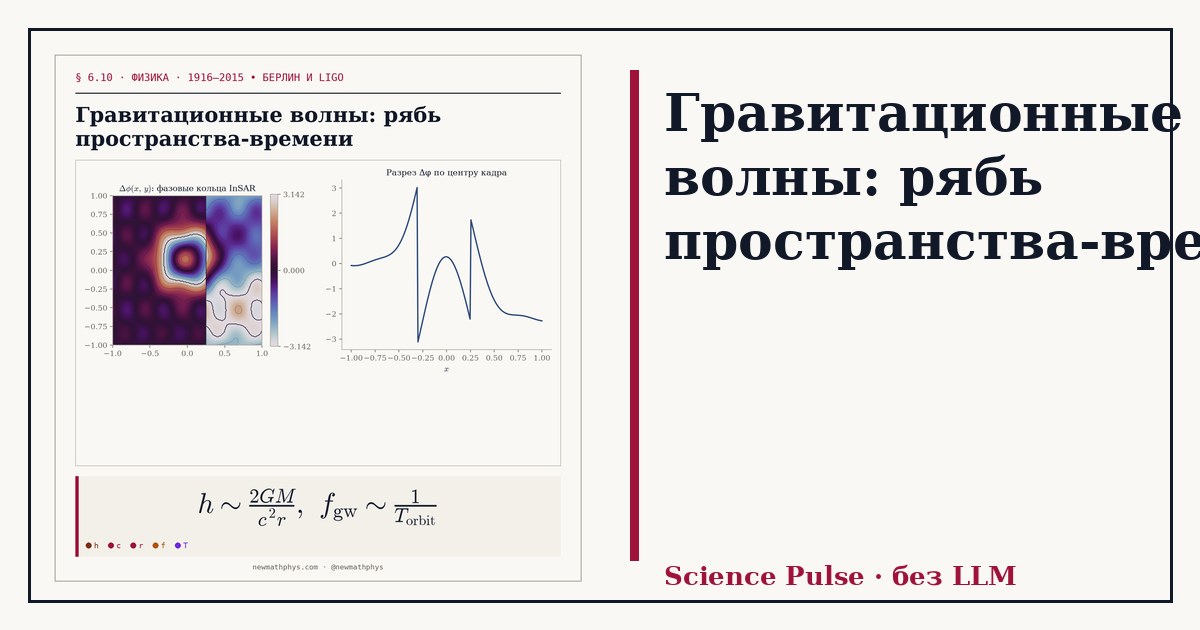 § 6.10 · ФИЗИКА · 1916—2015 • БЕРЛИН И LIGO
Гравитационные волны: рябь
пространства-времени
Δϕ(x, y): фазовые кольца InSAR
1.00
0.75
0.50
0.25
0.00
−0.25
−0.50
−0.75
−1.00
−1.0 −0.5 0.0 0.5 1.0
3.142
0.000
−3.142
Разрез Δφ по центру кадра
3
2
1
0
−1
−2
−3
−1.00 −0.75 −0.50 −0.25 0.00 0.25 0.50 0.75 1.00
x
h ∼ 2GM/c²r, f_gw ∼ 1/T_orbit
h c r f T
newmathphys.com · @newmathphys
Гравитационные
волны: рябь
пространства-вре
Science Pulse · без LLM